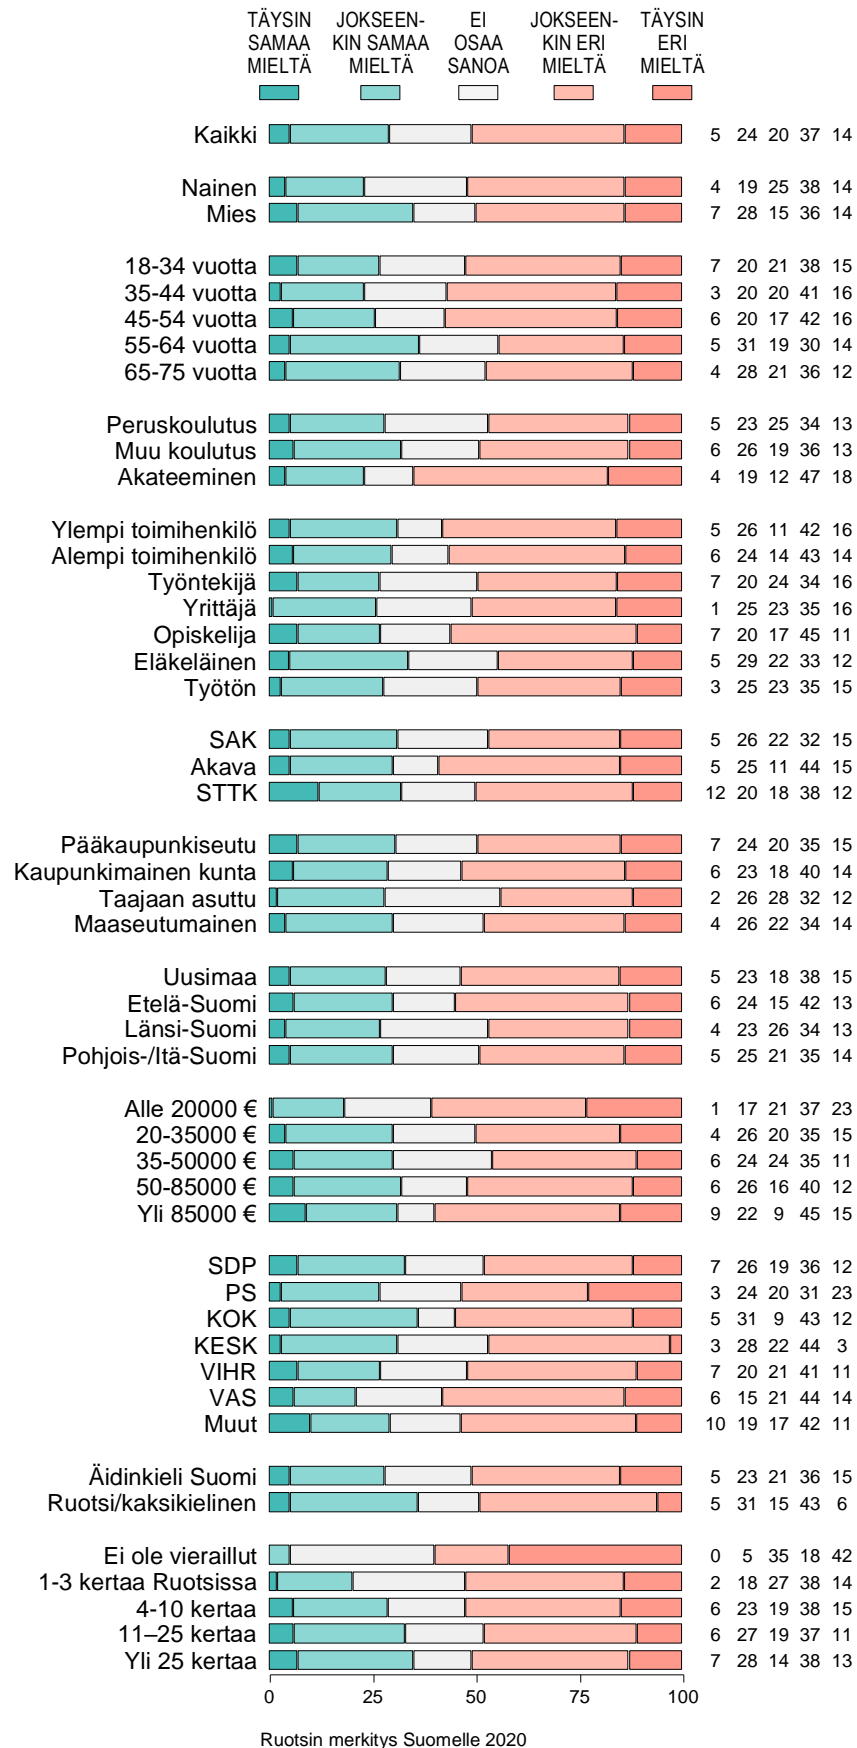 TÄYSIN JOKSEEN- EI JOKSEEN- TÄYSIN
SAMAA KIN SAMAA OSAA KIN ERI ERI
MIELTÄ MIELTÄ SANOA MIELTÄ MIELTÄ
Kaikki 5 24 20 37 14
Nainen 4 19 25 38 14
Mies 7 28 15 36 14
18-34 vuotta 7 20 21 38 15
35-44 vuotta 3 20 20 41 16
45-54 vuotta 6 20 17 42 16
55-64 vuotta 5 31 19 30 14
65-75 vuotta 4 28 21 36 12
Peruskoulutus 5 23 25 34 13
Muu koulutus 6 26 19 36 13
Akateeminen 4 19 12 47 18
Ylempi toimihenkilö 5 26 11 42 16
Alempi toimihenkilö 6 24 14 43 14
Työntekijä 7 20 24 34 16
Yrittäjä 1 25 23 35 16
Opiskelija 7 20 17 45 11
Eläkeläinen 5 29 22 33 12
Työtön 3 25 23 35 15
SAK 5 26 22 32 15
Akava 5 25 11 44 15
STTK 12 20 18 38 12
Pääkaupunkiseutu 7 24 20 35 15
Kaupunkimainen kunta 6 23 18 40 14
Taajaan asuttu 2 26 28 32 12
Maaseutumainen 4 26 22 34 14
Uusimaa 5 23 18 38 15
Etelä-Suomi 6 24 15 42 13
Länsi-Suomi 4 23 26 34 13
Pohjois-/Itä-Suomi 5 25 21 35 14
Alle 20000 € 1 17 21 37 23
20-35000 € 4 26 20 35 15
35-50000 € 6 24 24 35 11
50-85000 € 6 26 16 40 12
Yli 85000 € 9 22 9 45 15
SDP 7 26 19 36 12
PS 3 24 20 31 23
KOK 5 31 9 43 12
KESK 3 28 22 44 3
VIHR 7 20 21 41 11
VAS 6 15 21 44 14
Muut 10 19 17 42 11
Äidinkieli Suomi 5 23 21 36 15
Ruotsi/kaksikielinen 5 31 15 43 6
Ei ole vieraillut 0 5 35 18 42
1-3 kertaa Ruotsissa 2 18 27 38 14
4-10 kertaa 6 23 19 38 15
11–25 kertaa 6 27 19 37 11
Yli 25 kertaa 7 28 14 38 13
0 25 50 75 100
Ruotsin merkitys Suomelle 2020